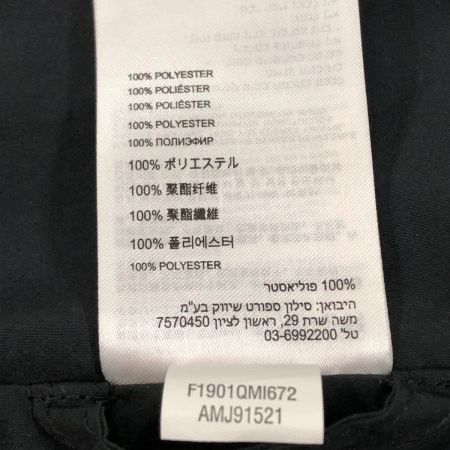 100% POLYESTER
100% POLIÉSTER
100% POLIÉSTER
100% POLYESTER
100% ПОЛИЭФИР
100% ポリエステル
100% 聚酯纤维
100% 聚酯纖維
100% 폴리에스터
100% POLYESTER
100% פוליאסטר
היבואן: סילון ספורט שיווק בע"מ
משה שרת 29, ראשון לציון 7570450
טל' 03-6992200
F1901QMI672
AMJ91521